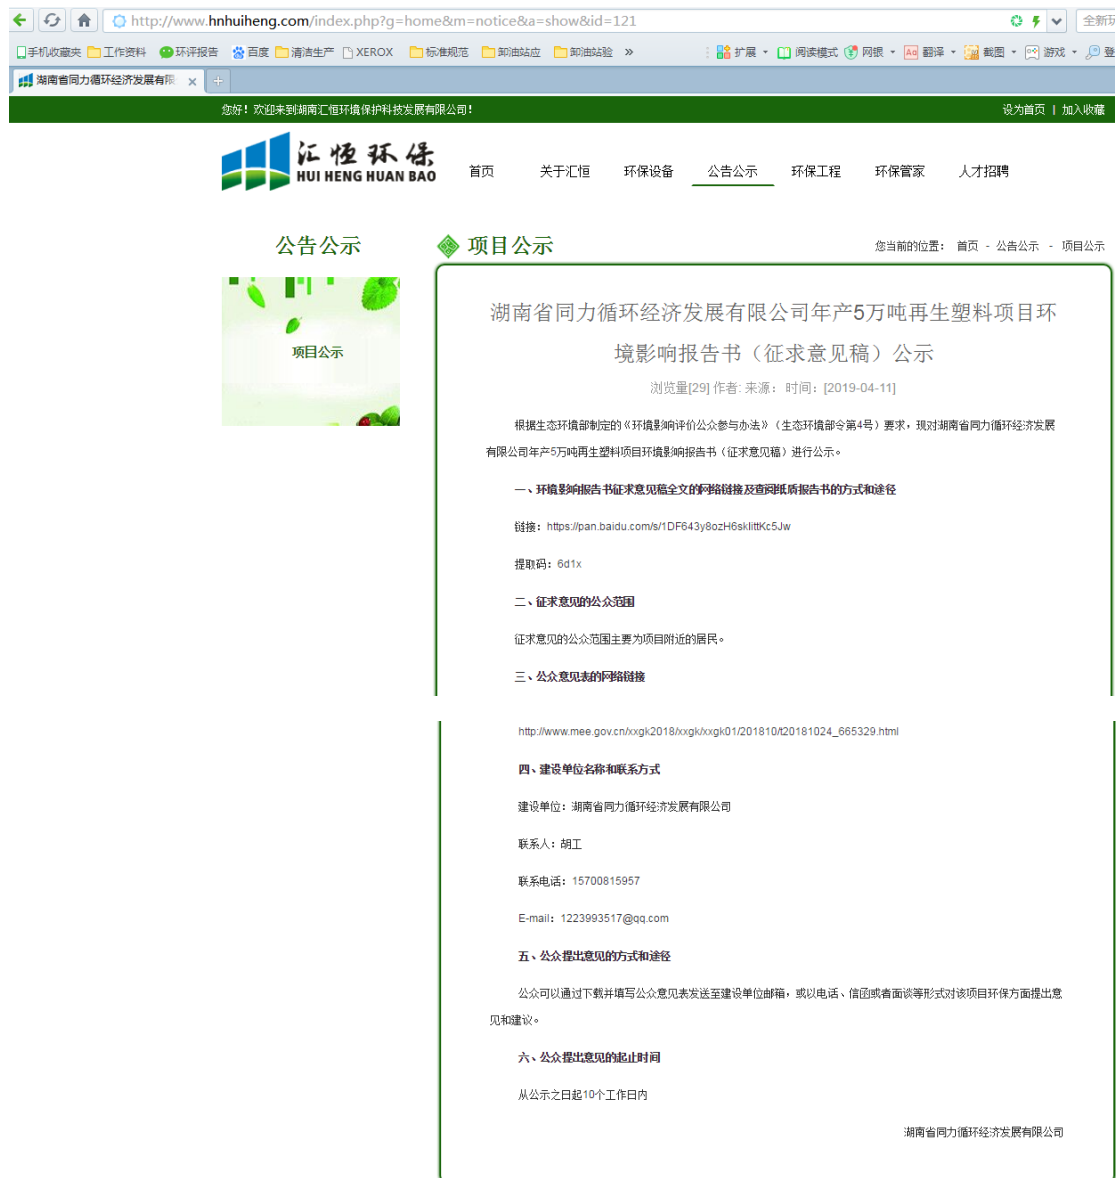 http://www.hnhuiheng.com/index.php?g=home&m=notice&a=show&id=121
手机收藏夹 工作资料 环评报告 百度 清洁生产 XEROX 标准规范 卸油站应 卸油站验 » 扩展 阅读模式 网银 翻译 截图 游戏
湖南省同力循环经济发展有限 × +
您好！欢迎来到湖南汇恒环境保护科技发展有限公司！ 设为首页 | 加入收藏
汇恒环保
HUI HENG HUAN BAO
首页 关于汇恒 环保设备 公告公示 环保工程 环保管家 人才招聘
公告公示 项目公示 您当前的位置： 首页 - 公告公示 - 项目公示
项目公示
湖南省同力循环经济发展有限公司年产5万吨再生塑料项目环
境影响报告书（征求意见稿）公示
浏览量[29] 作者: 来源： 时间：[2019-04-11]
根据生态环境部制定的《环境影响评价公众参与办法》（生态环境部令第4号）要求，现对湖南省同力循环经济发展
有限公司年产5万吨再生塑料项目环境影响报告书（征求意见稿）进行公示。
一、环境影响报告书征求意见稿全文的网络链接及查阅纸质报告书的方式和途径
链接：https://pan.baidu.com/s/1DF643y8ozH6skIittKc5Jw
提取码：6d1x
二、征求意见的公众范围
征求意见的公众范围主要为项目附近的居民。
三、公众意见表的网络链接
http://www.mee.gov.cn/xxgk2018/xxgk/xxgk01/201810/t20181024_665329.html
四、建设单位名称和联系方式
建设单位：湖南省同力循环经济发展有限公司
联系人：胡工
联系电话：15700815957
E-mail：1223993517@qq.com
五、公众提出意见的方式和途径
公众可以通过下载并填写公众意见表发送至建设单位邮箱，或以电话、信函或者面谈等形式对该项目环保方面提出意
见和建议。
六、公众提出意见的起止时间
从公示之日起10个工作日内
湖南省同力循环经济发展有限公司